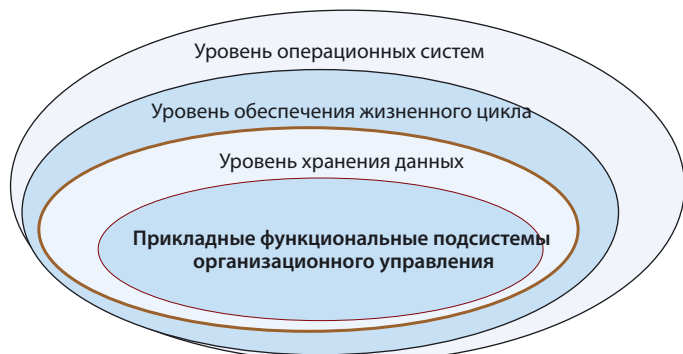 Уровень операционных систем
Уровень обеспечения жизненного цикла
Уровень хранения данных
Прикладные функциональные подсистемы
организационного управления